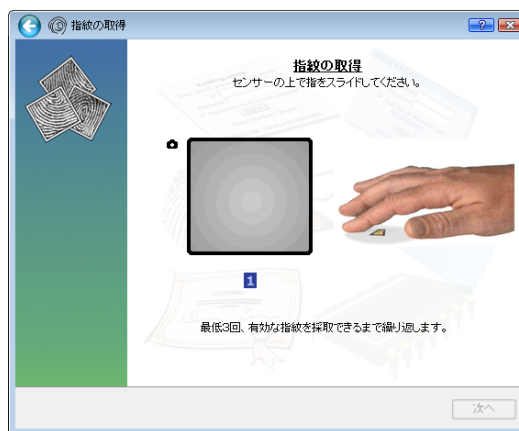 指紋の取得
指紋の取得
センサーの上で指をスライドしてください。
1
最低3回、有効な指紋を採取できるまで繰り返します。
次へ